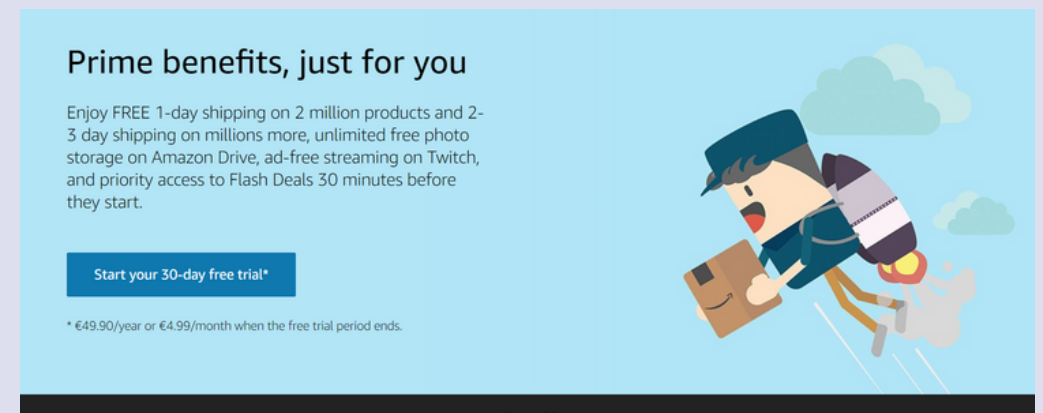 Prime benefits, just for you
Enjoy FREE 1-day shipping on 2 million products and 2-
3 day shipping on millions more, unlimited free photo
storage on Amazon Drive, ad-free streaming on Twitch,
and priority access to Flash Deals 30 minutes before
they start.
Start your 30-day free trial*
* €49.90/year or €4.99/month when the free trial period ends.